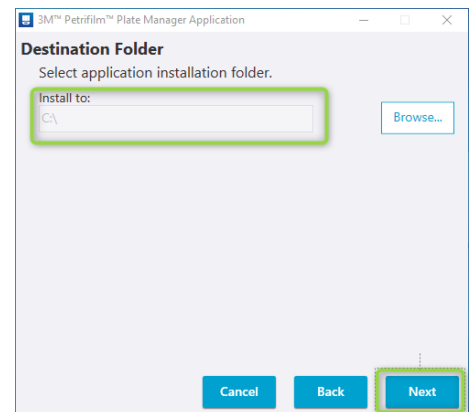 3M™ Petrifilm™ Plate Manager Application
Destination Folder
Select application installation folder.
Install to:
C:\
Browse...
Cancel Back Next